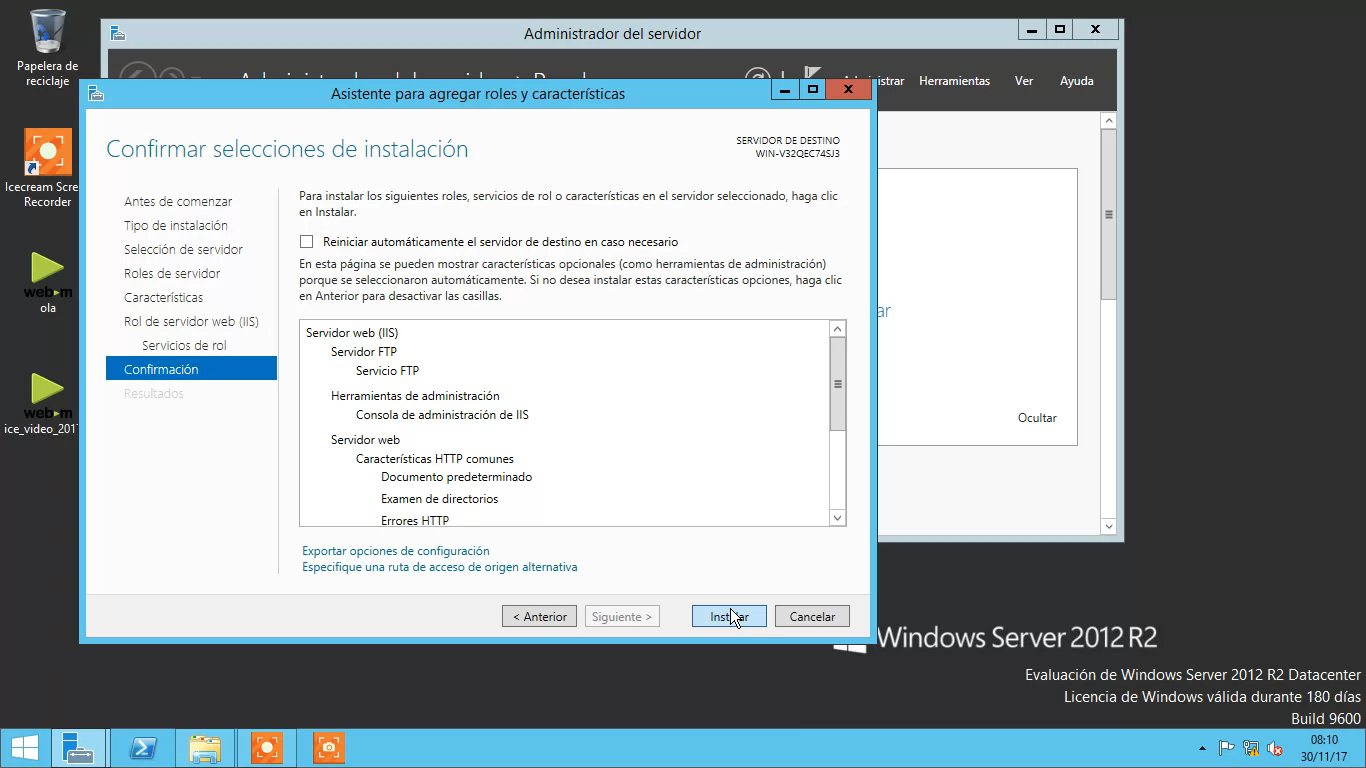 Papelera de
reciclaje
Icecream Scre
Recorder
webm
ola
webm
ice_video_201
Administrador del servidor
Herramientas
Ver
Ayuda
Asistente para agregar roles y características
Confirmar selecciones de instalación
SERVIDOR DE DESTINO
WIN-V32QEC74SJ3
Antes de comenzar
Tipo de instalación
Selección de servidor
Roles de servidor
Características
Rol de servidor web (IIS)
Servicios de rol
Confirmación
Resultados
Para instalar los siguientes roles, servicios de rol o características en el servidor seleccionado, haga clic
en Instalar.
Reiniciar automáticamente el servidor de destino en caso necesario
En esta página se pueden mostrar características opcionales (como herramientas de administración)
porque se seleccionaron automáticamente. Si no desea instalar estas características opciones, haga clic
en Anterior para desactivar las casillas.
Servidor web (IIS)
Servidor FTP
Servicio FTP
Herramientas de administración
Consola de administración de IIS
Servidor web
Características HTTP comunes
Documento predeterminado
Examen de directorios
Errores HTTP
Exportar opciones de configuración
Especifique una ruta de acceso de origen alternativa
< Anterior
Siguiente >
Instalar
Cancelar
ar
Ocultar
Windows Server 2012 R2
Evaluación de Windows Server 2012 R2 Datacenter
Licencia de Windows válida durante 180 días
Build 9600
08:10
30/11/17